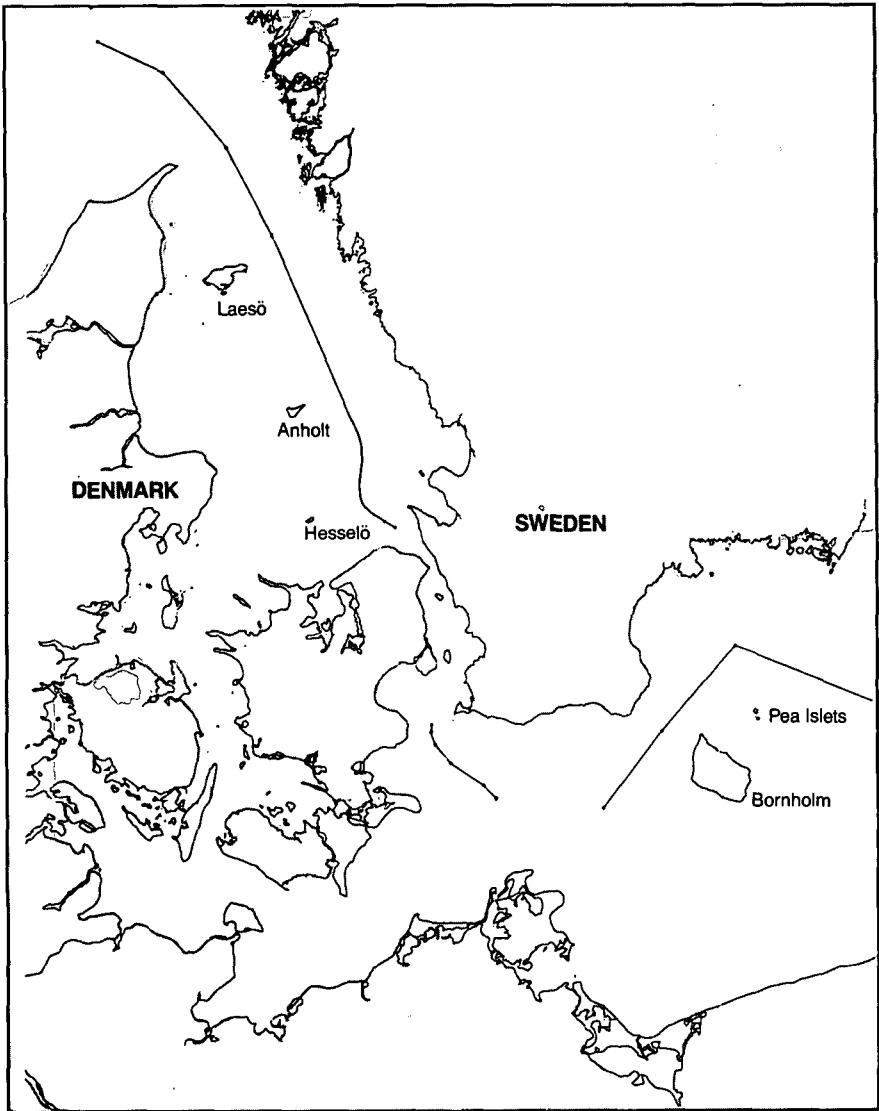 Laesö
Anholt
DENMARK
SWEDEN
Hesselö
Pea Islets
Bornholm